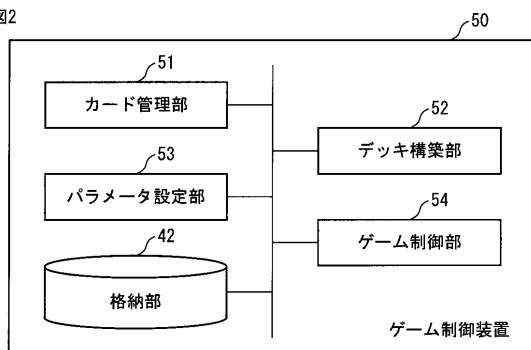 図2
50
51
カード管理部
52
デッキ構築部
53
パラメータ設定部
54
ゲーム制御部
42
格納部
ゲーム制御装置